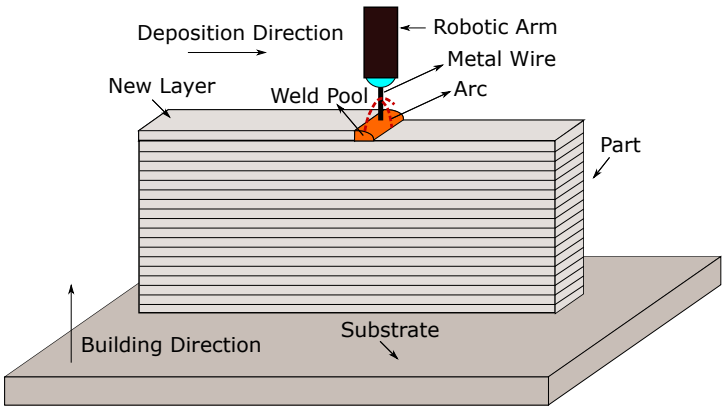 Robotic Arm
Deposition Direction
Metal Wire
New Layer
Weld Pool
Arc
Part
Substrate
Building Direction